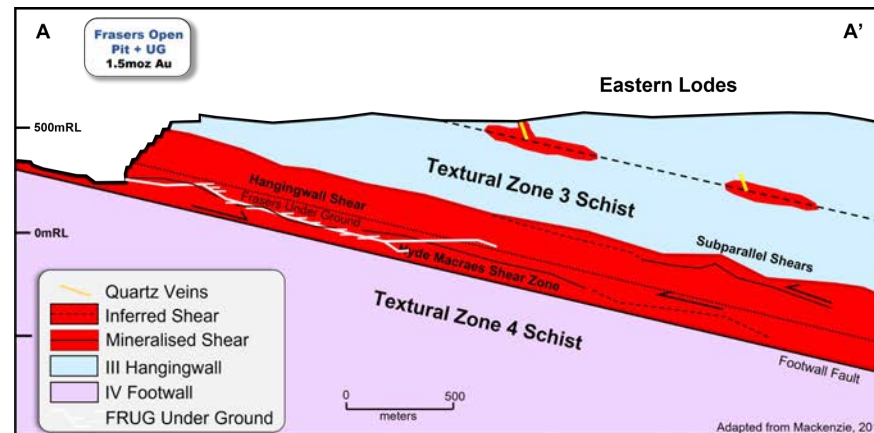 A
Frasers Open
Pit + UG
1.5moz Au
A'
Eastern Lodes
500mRL
Textural Zone 3 Schist
Hangingwall Shear
Frasers Under Ground
0mRL
Subparallel Shears
Hyde Macraes Shear Zone
Textural Zone 4 Schist
Footwall Fault
Quartz Veins
Inferred Shear
Mineralised Shear
III Hangingwall
IV Footwall
FRUG Under Ground
0
500
meters
Adapted from Mackenzie, 20